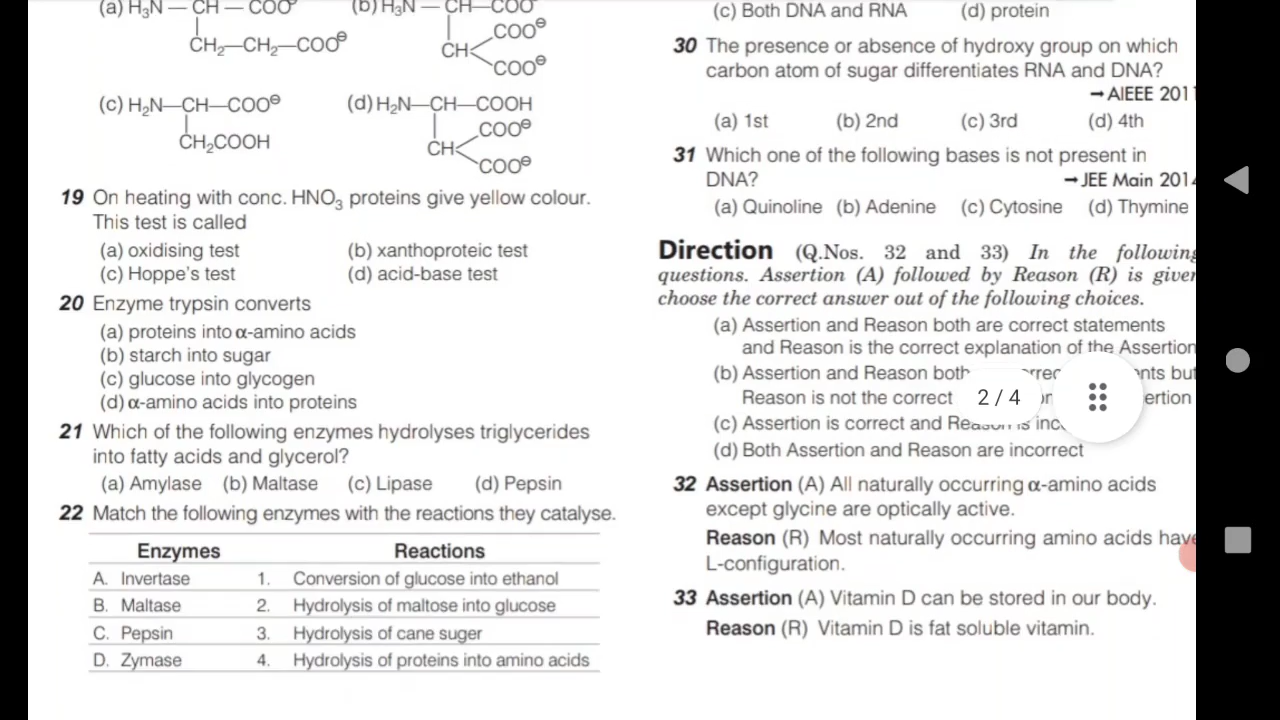 (a) H₃N — CH — COO⊖
CH₂—CH₂—COO⊖
(b) H₃N — CH—COO
CH
COO⊖
COO⊖
(c) H₂N—CH—COO⊖
CH₂COOH
(d) H₂N—CH—COOH
CH
COO⊖
COO⊖
19 On heating with conc. HNO₃ proteins give yellow colour.
This test is called
(a) oxidising test (b) xanthoproteic test
(c) Hoppe's test (d) acid-base test
20 Enzyme trypsin converts
(a) proteins into α-amino acids
(b) starch into sugar
(c) glucose into glycogen
(d) α-amino acids into proteins
21 Which of the following enzymes hydrolyses triglycerides
into fatty acids and glycerol?
(a) Amylase (b) Maltase (c) Lipase (d) Pepsin
22 Match the following enzymes with the reactions they catalyse.
Enzymes Reactions
A. Invertase 1. Conversion of glucose into ethanol
B. Maltase 2. Hydrolysis of maltose into glucose
C. Pepsin 3. Hydrolysis of cane suger
D. Zymase 4. Hydrolysis of proteins into amino acids
(c) Both DNA and RNA (d) protein
30 The presence or absence of hydroxy group on which
carbon atom of sugar differentiates RNA and DNA?
→ AIEEE 2011
(a) 1st (b) 2nd (c) 3rd (d) 4th
31 Which one of the following bases is not present in
DNA? → JEE Main 2014
(a) Quinoline (b) Adenine (c) Cytosine (d) Thymine
Direction (Q.Nos. 32 and 33) In the following
questions. Assertion (A) followed by Reason (R) is given
choose the correct answer out of the following choices.
(a) Assertion and Reason both are correct statements
and Reason is the correct explanation of the Assertion
(b) Assertion and Reason both but
Reason is not the correct
(c) Assertion is correct and Reason is
(d) Both Assertion and Reason are incorrect
2 / 4
32 Assertion (A) All naturally occurring α-amino acids
except glycine are optically active.
Reason (R) Most naturally occurring amino acids have
L-configuration.
33 Assertion (A) Vitamin D can be stored in our body.
Reason (R) Vitamin D is fat soluble vitamin.